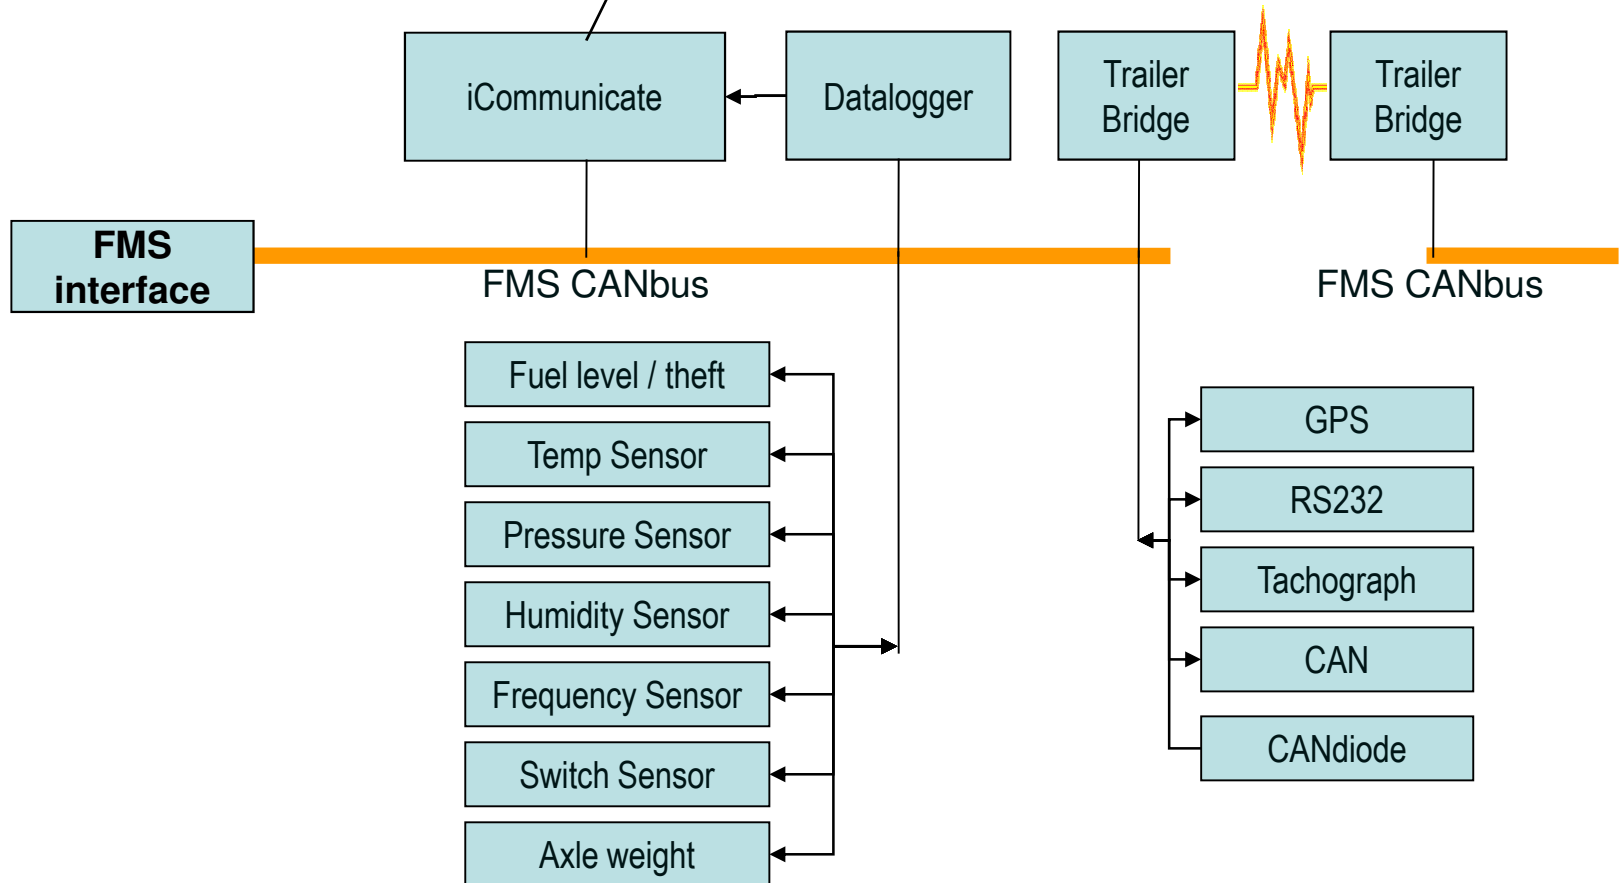 iCommunicate
Datalogger
Trailer
Bridge
Trailer
Bridge
FMS
interface
FMS CANbus
FMS CANbus
Fuel level / theft
Temp Sensor
Pressure Sensor
Humidity Sensor
Frequency Sensor
Switch Sensor
Axle weight
GPS
RS232
Tachograph
CAN
CANdiode